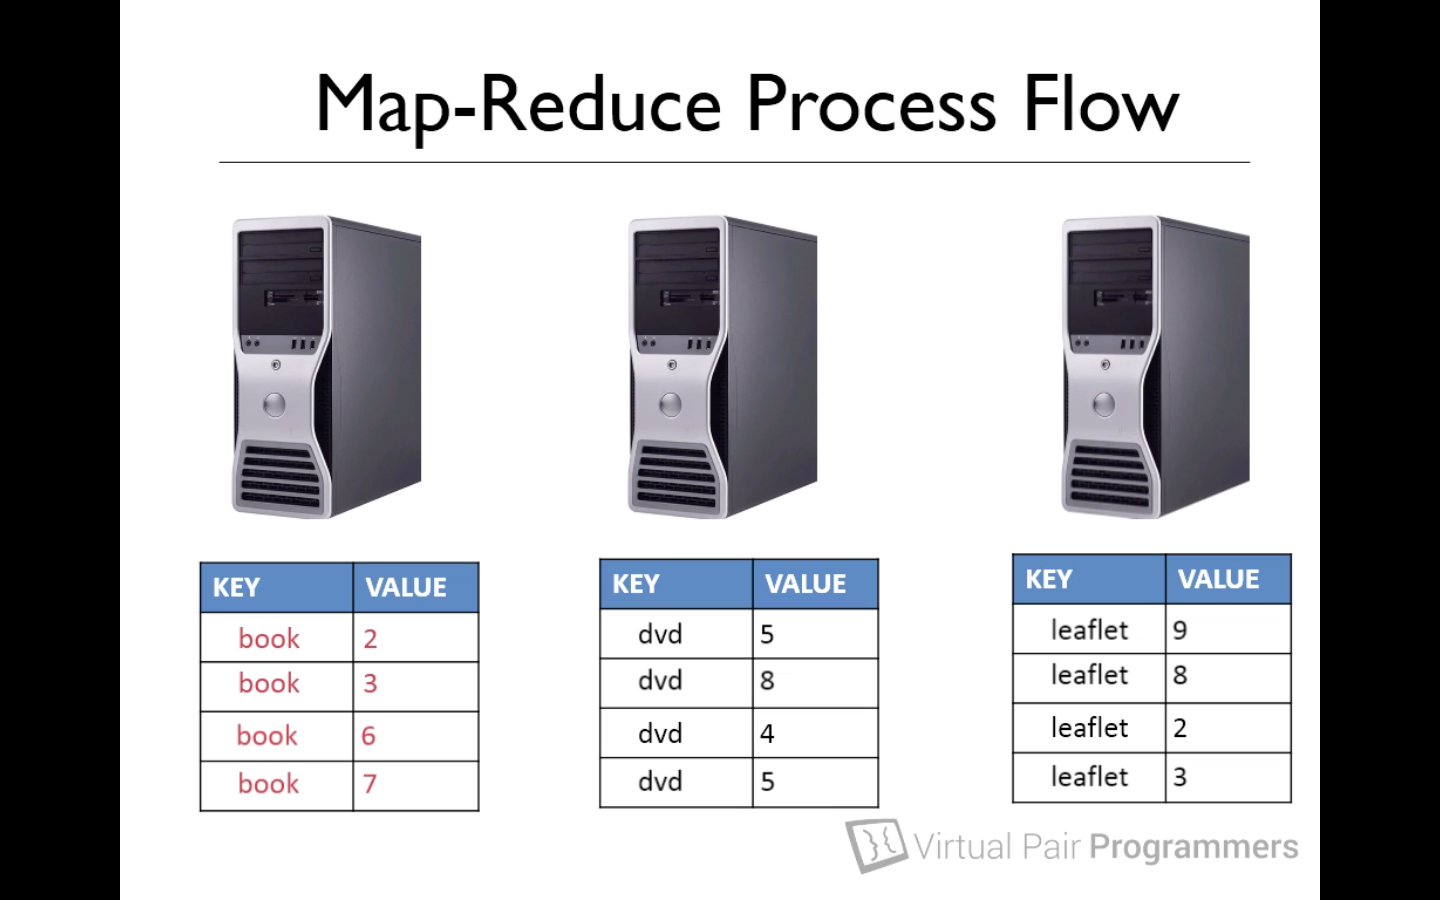 Map-Reduce Process Flow
KEY VALUE
book 2
book 3
book 6
book 7
KEY VALUE
dvd 5
dvd 8
dvd 4
dvd 5
KEY VALUE
leaflet 9
leaflet 8
leaflet 2
leaflet 3
Virtual Pair Programmers